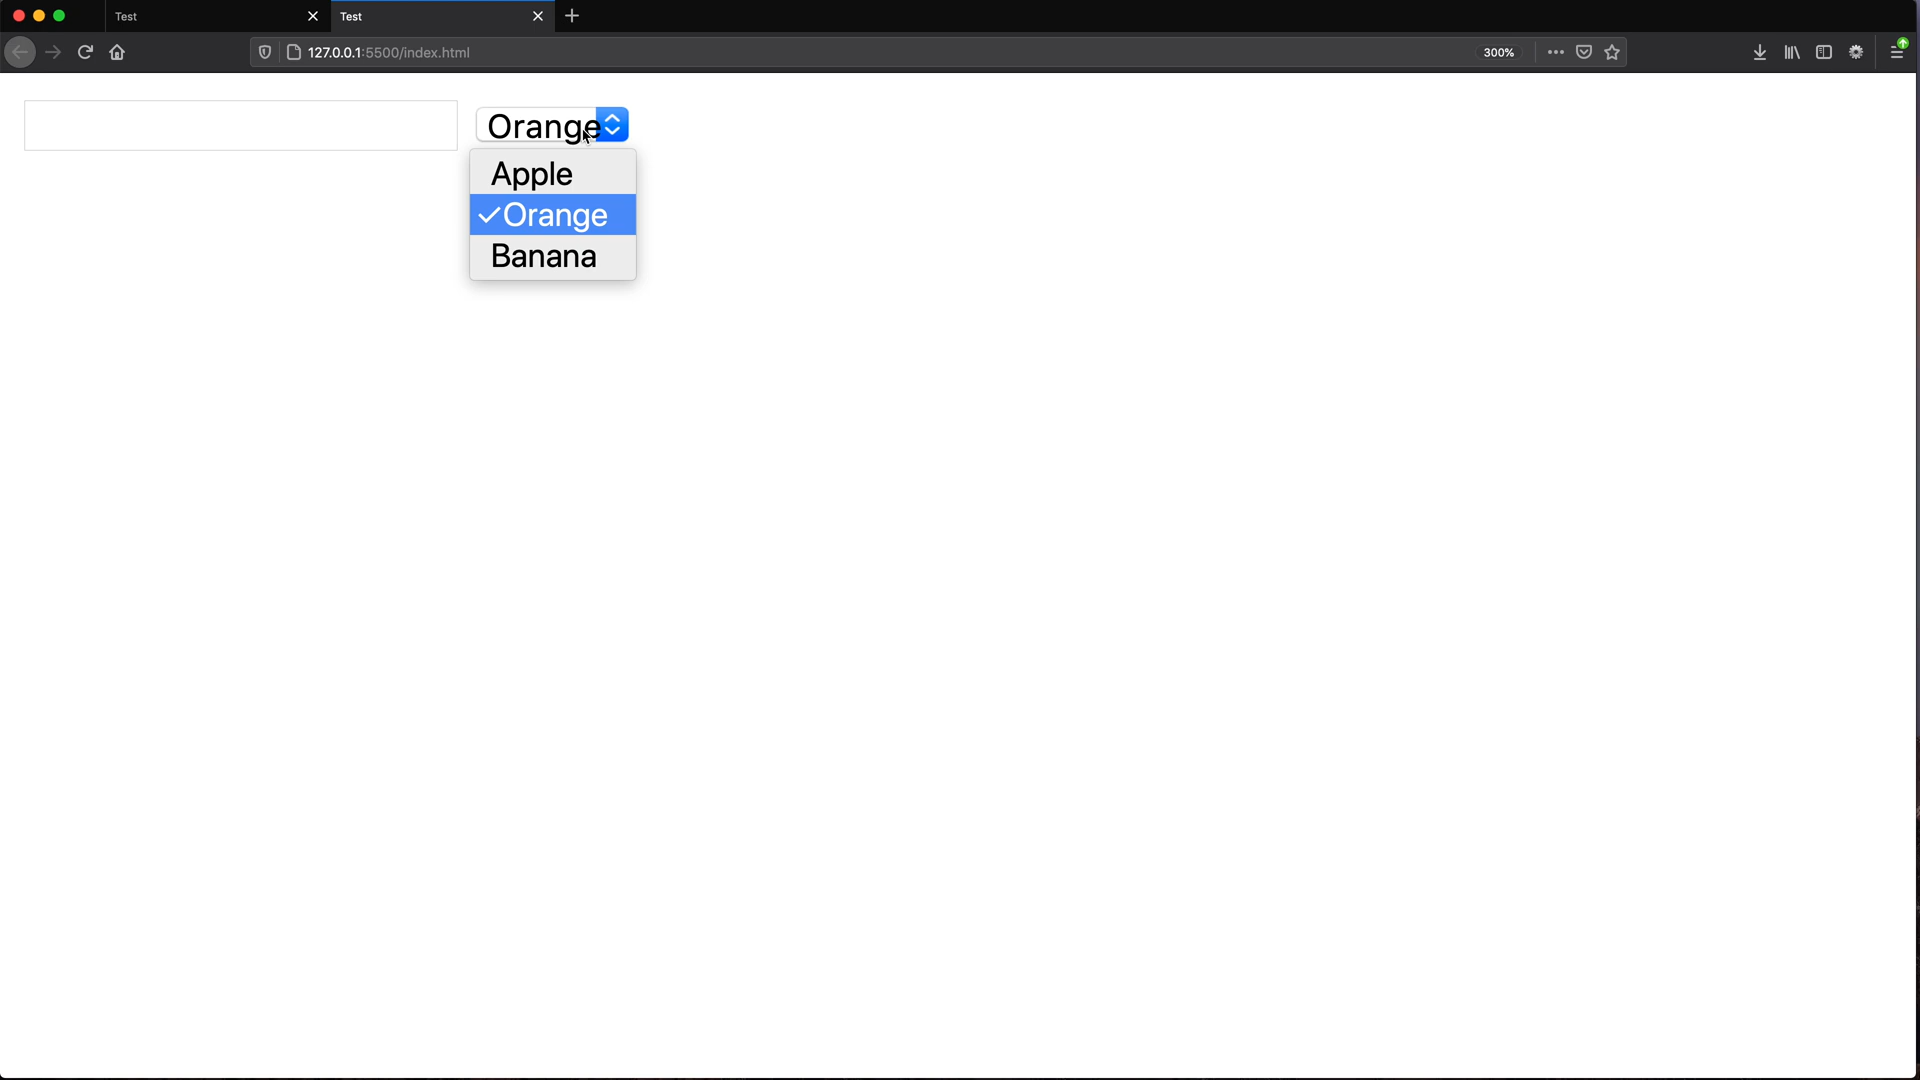 Test
Test
127.0.0.1:5500/index.html
300%
Orange
Apple
Orange
Banana